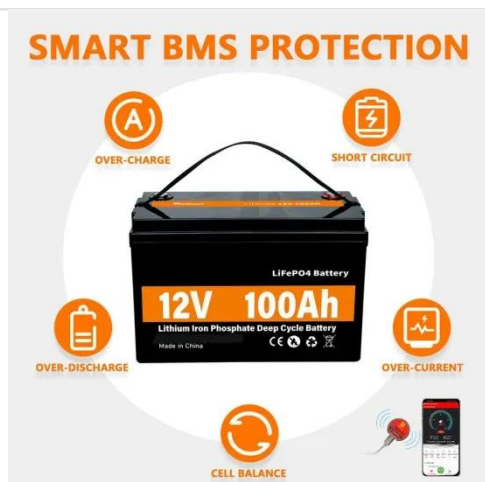 SMART BMS PROTECTION
OVER-CHARGE
SHORT CIRCUIT
LiFePO4 Battery
12V 100Ah
Lithium Iron Phosphate Deep Cycle Battery
Made in China
OVER-DISCHARGE
OVER-CURRENT
CELL BALANCE